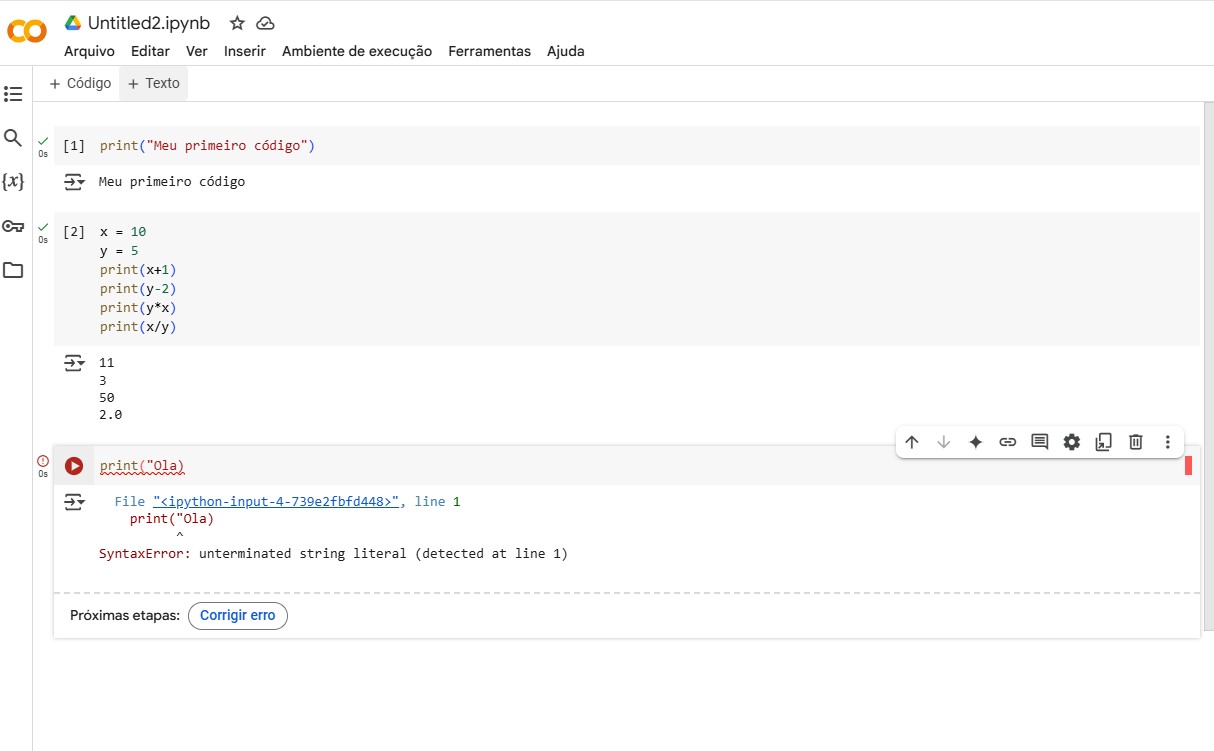 Untitled2.ipynb
Arquivo Editar Ver Inserir Ambiente de execução Ferramentas Ajuda
+ Código + Texto
0s
[1] print("Meu primeiro código")
Meu primeiro código
0s
[2] x = 10
y = 5
print(x+1)
print(y-2)
print(y*x)
print(x/y)
{x}
11
3
50
2.0
0s
print("Ola)
File "<ipython-input-4-739e2fbfd448>", line 1
print("Ola)
^
SyntaxError: unterminated string literal (detected at line 1)
Próximas etapas: Corrigir erro